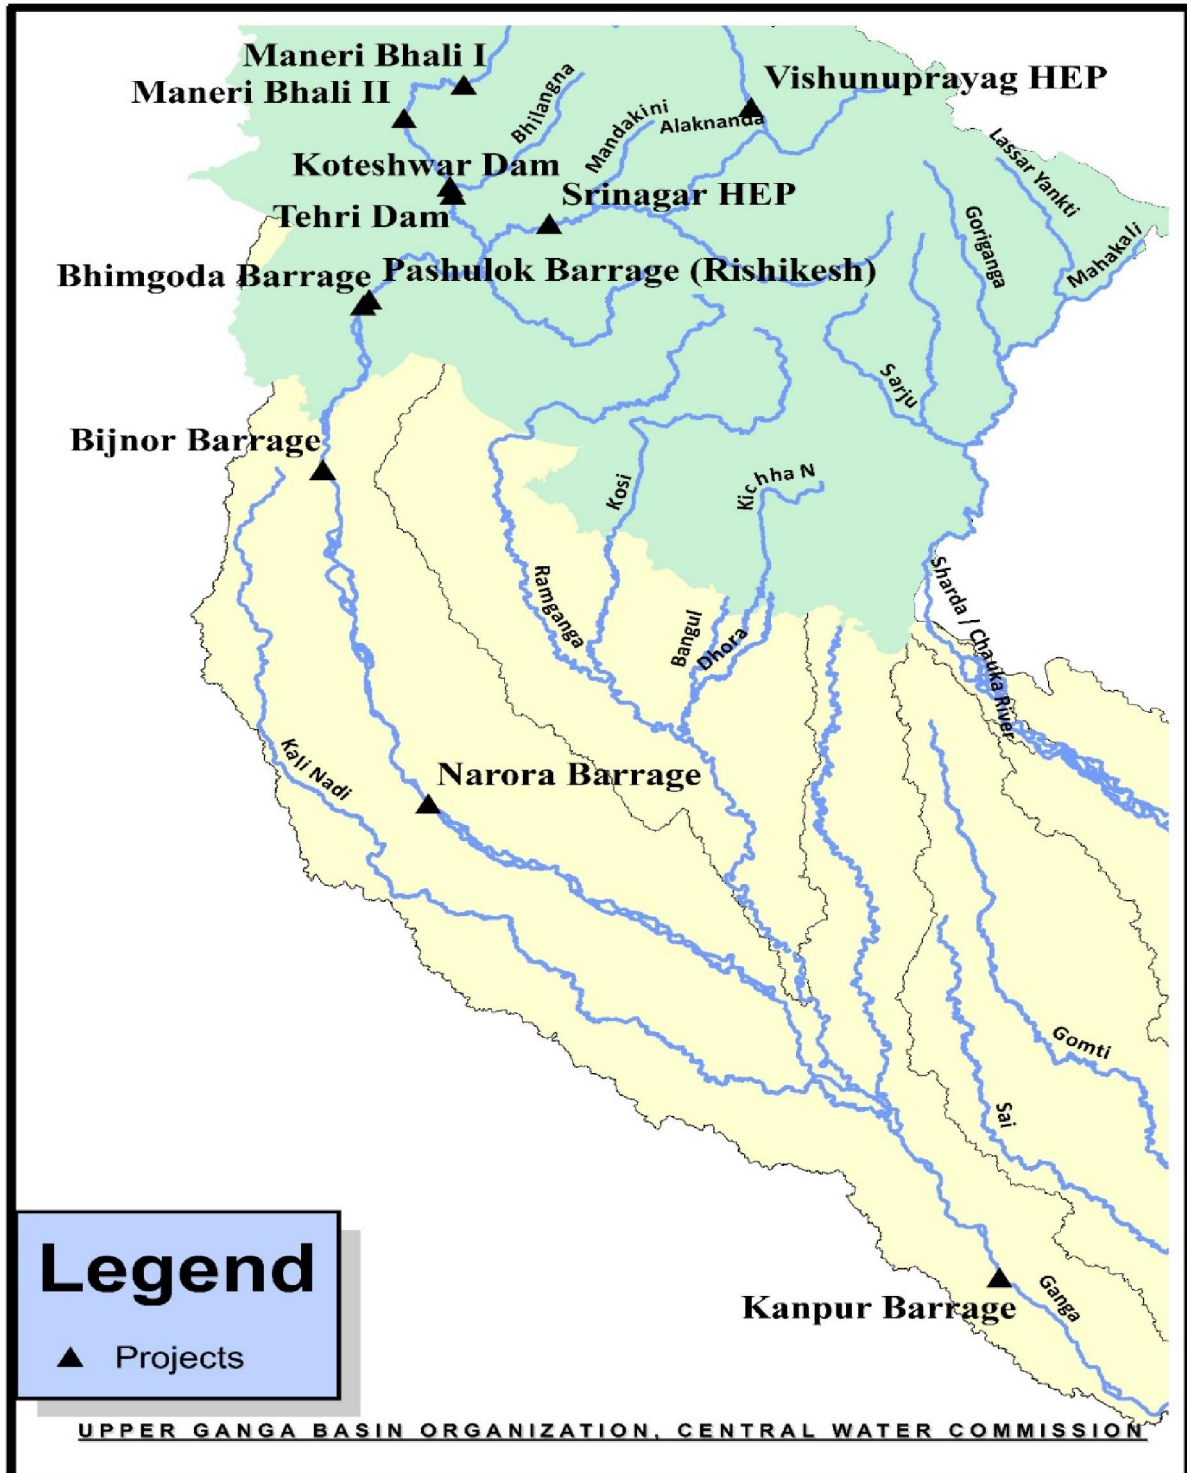 Maneri Bhali I
Vishunuprayag HEP
Maneri Bhali II
Bhilangna
Mandakini
Alaknanda
Lassar Yankti
Koteshwar Dam
Srinagar HEP
Tehri Dam
Goriganga
Mahakali
Bhimgoda Barrage
Pashulok Barrage (Rishikesh)
Sarju
Bijnor Barrage
Kosi
Kichha N
Ramganga
Bangul
Dhora
Sharda / Chauka River
Kali Nadi
Narora Barrage
Gomti
Sai
Legend
Projects
Kanpur Barrage
Ganga
UPPER GANGA BASIN ORGANIZATION, CENTRAL WATER COMMISSION